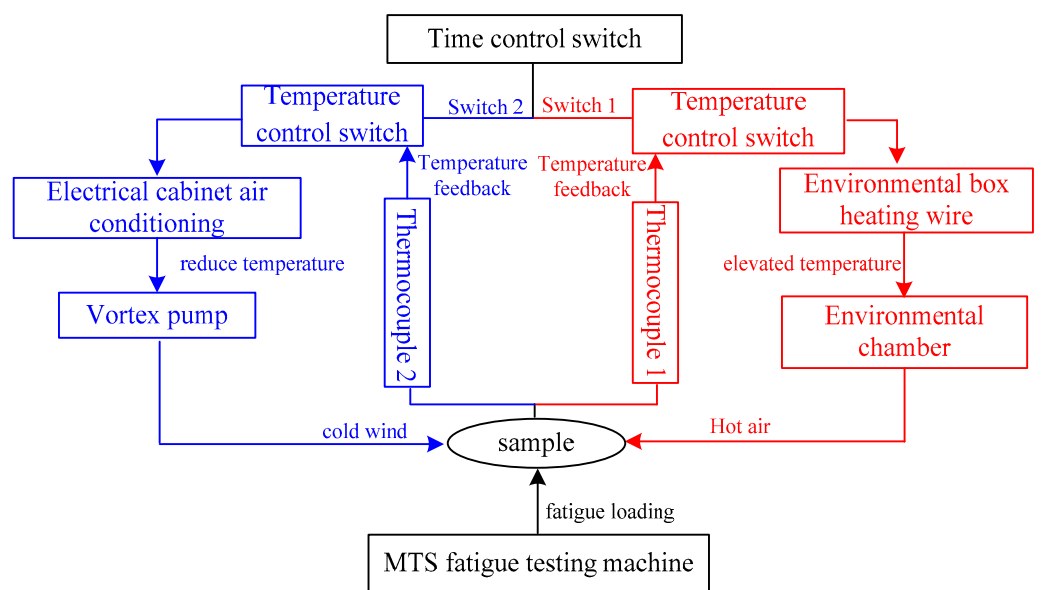 Time control switch
Temperature
control switch
Switch 2
Switch 1
Temperature
control switch
Temperature
feedback
Temperature
feedback
Electrical cabinet air
conditioning
Environmental box
heating wire
Thermocouple 2
Thermocouple 1
reduce temperature
elevated temperature
Vortex pump
Environmental
chamber
cold wind
sample
Hot air
fatigue loading
MTS fatigue testing machine